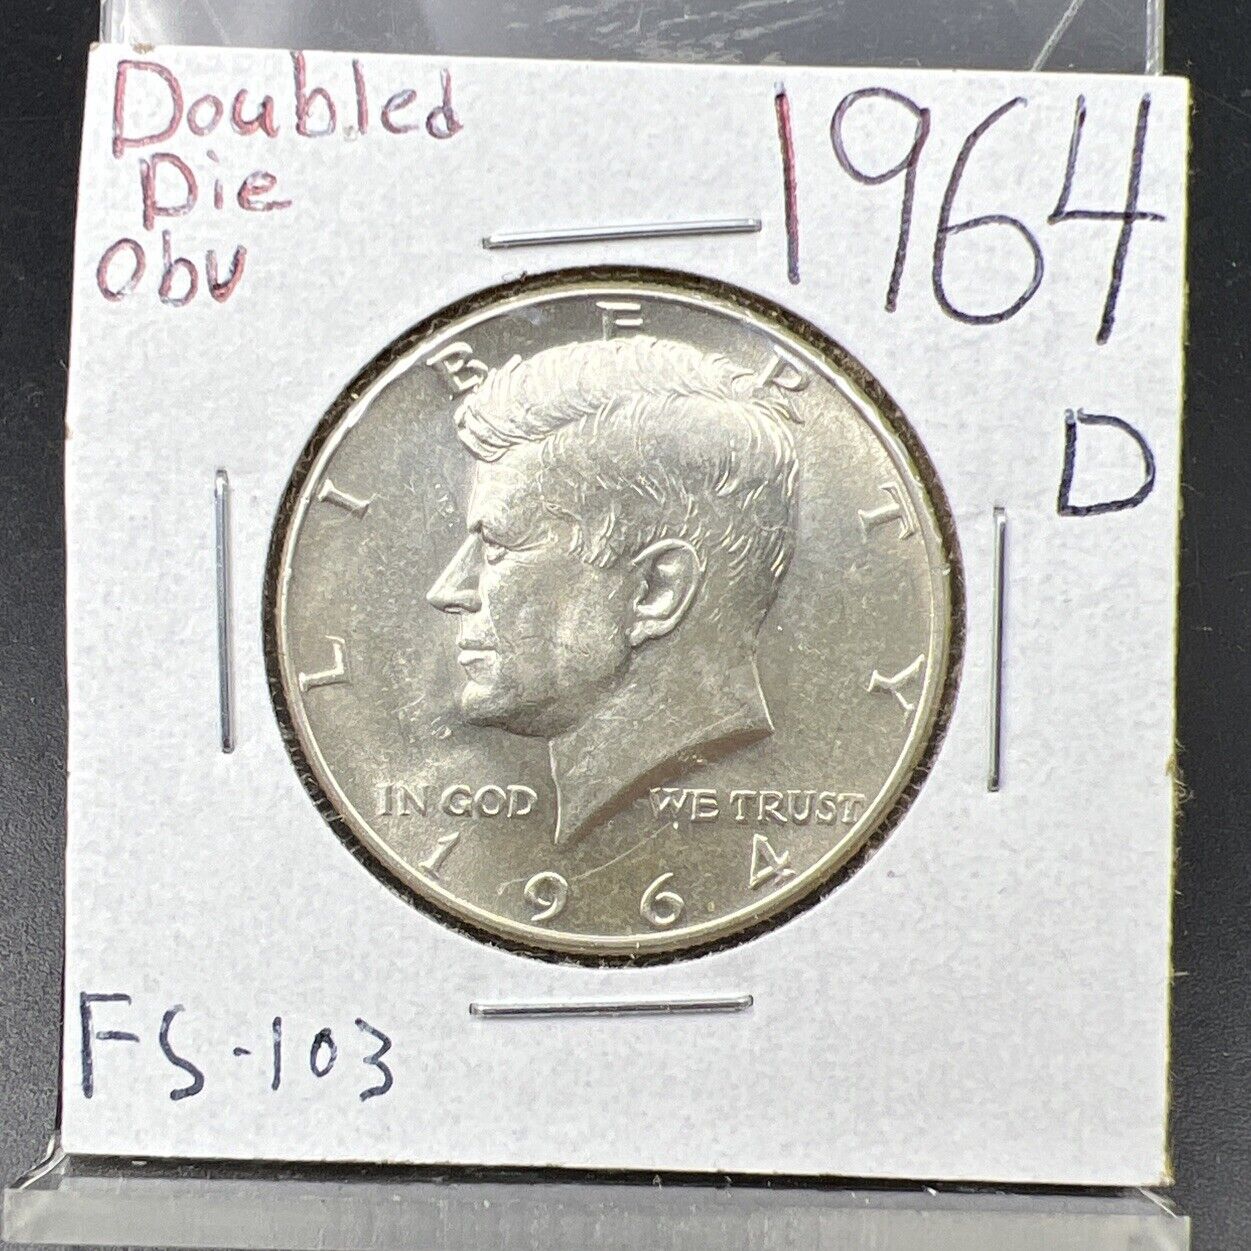 Doubled
Die
Obv
1964
D
LIBERTY
IN GOD WE TRUST
1964
FS-103